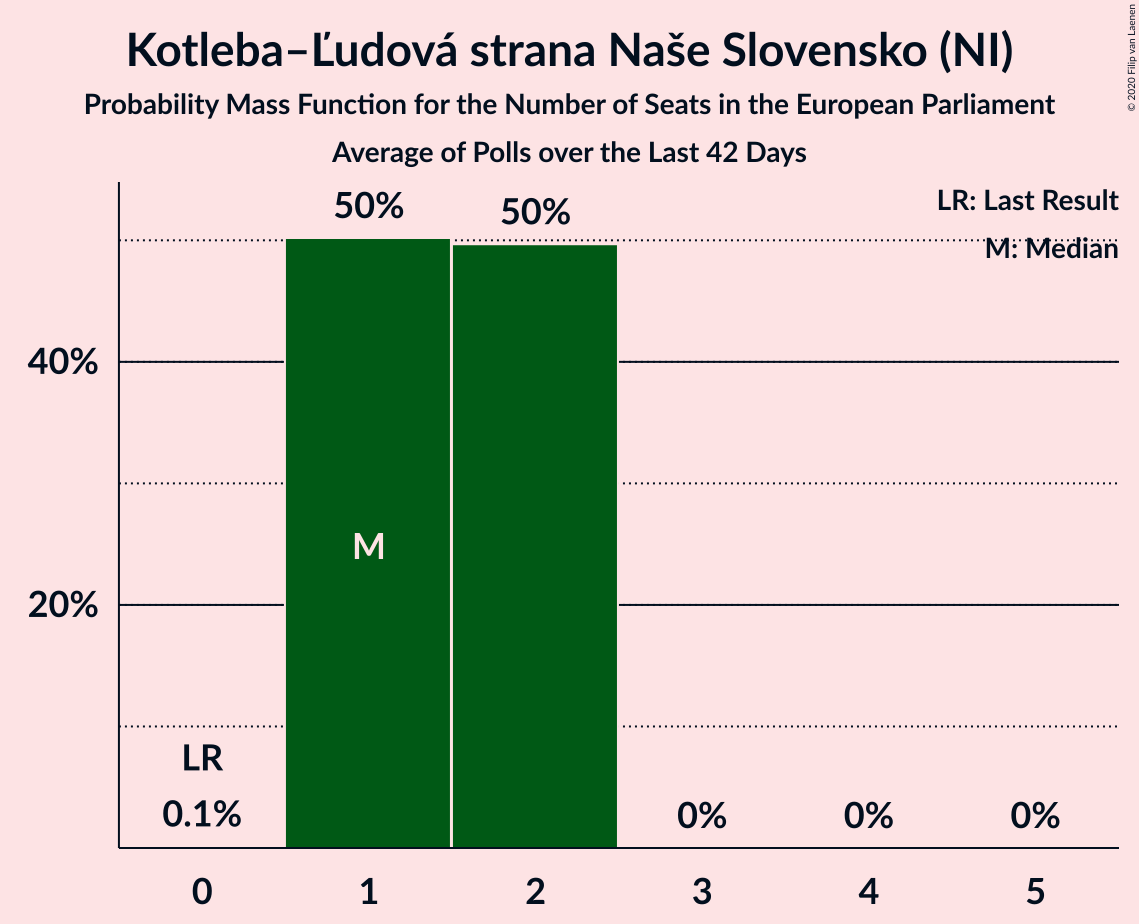 Kotleba–Ľudová strana Naše Slovensko (NI)
Probability Mass Function for the Number of Seats in the European Parliament
Average of Polls over the Last 42 Days
© 2020 Filip van Laenen
LR: Last Result
M: Median
50%
50%
40%
20%
M
LR
0.1%
0%
0%
0%
0
1
2
3
4
5